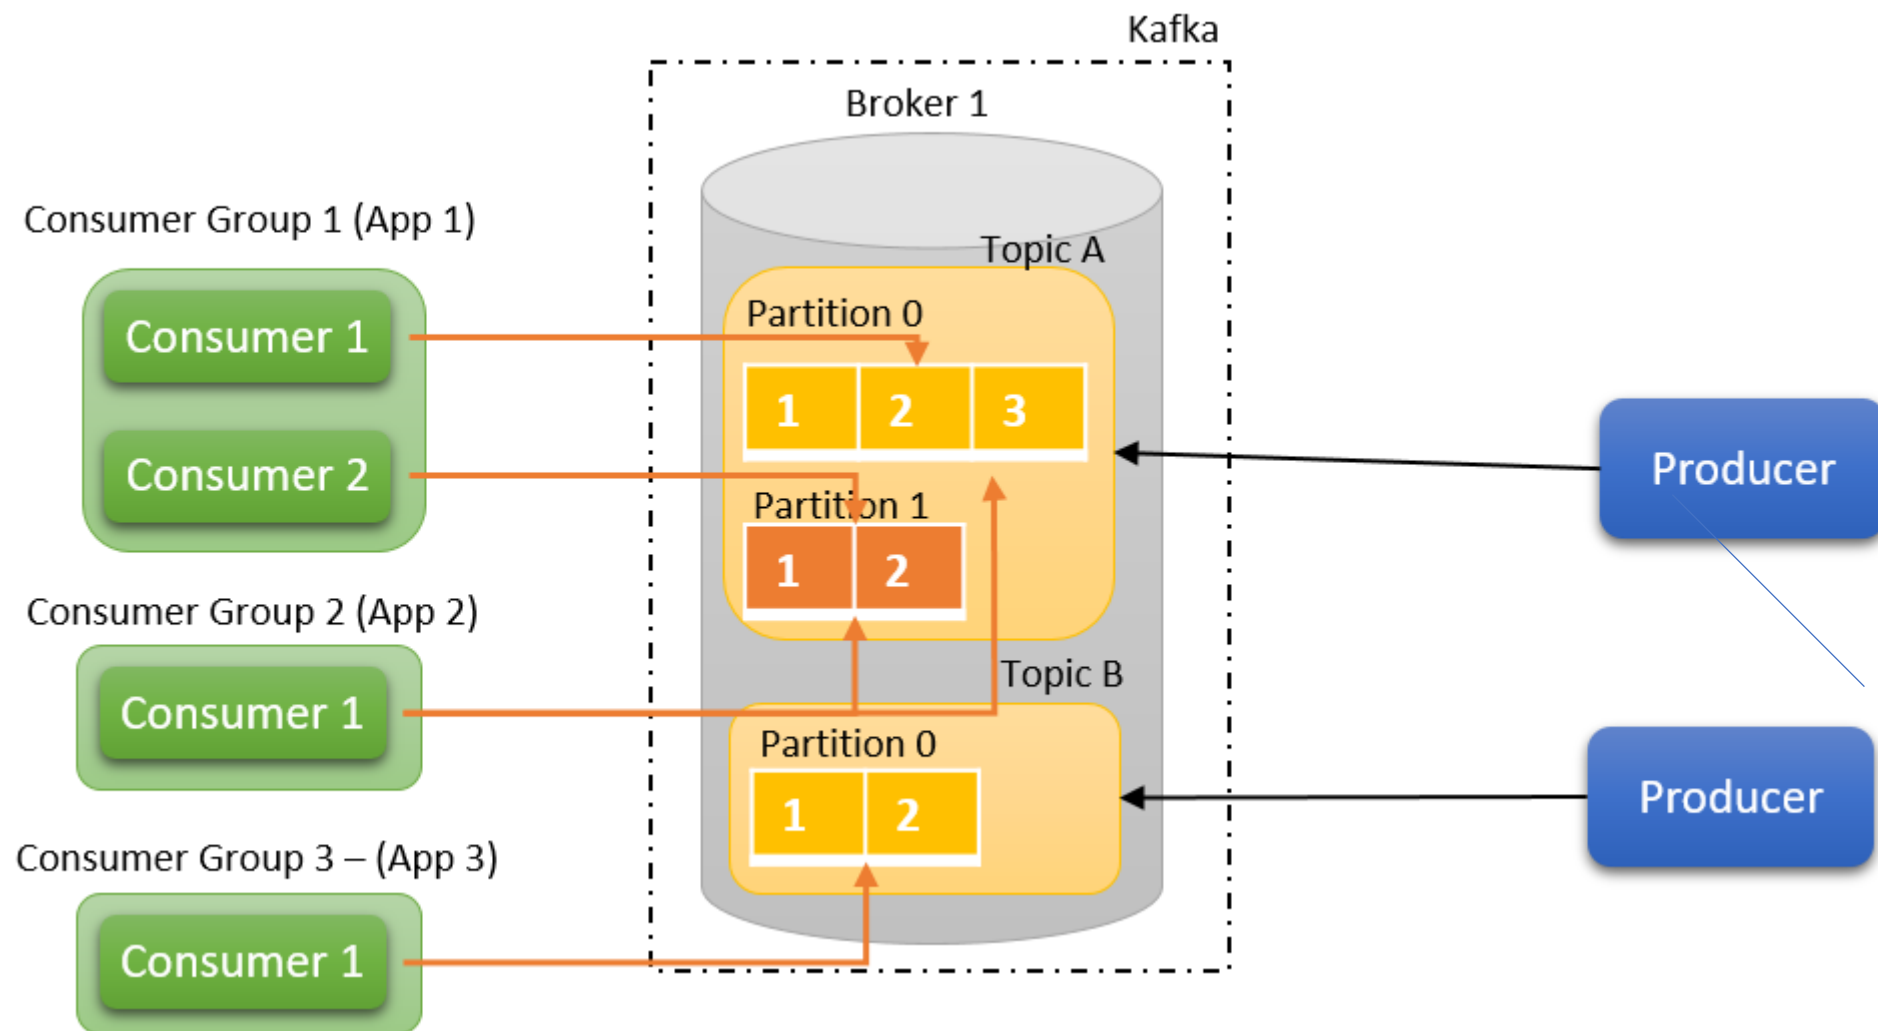 Kafka
Broker 1
Consumer Group 1 (App 1)
Consumer 1
Consumer 2
Consumer Group 2 (App 2)
Consumer 1
Consumer Group 3 – (App 3)
Consumer 1
Topic A
Partition 0
1 2 3
Partition 1
1 2
Topic B
Partition 0
1 2
Producer
Producer